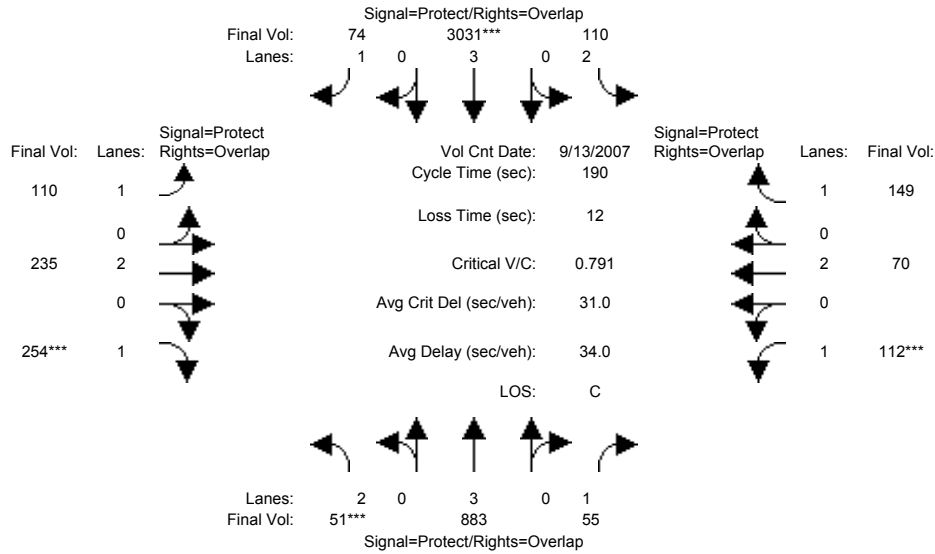 Signal=Protect/Rights=Overlap
Final Vol: 74 3031*** 110
Lanes: 1 0 3 0 2
Signal=Protect
Final Vol: Lanes: Rights=Overlap
Vol Cnt Date: 9/13/2007
Signal=Protect
Rights=Overlap Lanes: Final Vol:
Cycle Time (sec): 190
110 1
1 149
Loss Time (sec): 12
0
0
235 2
Critical V/C: 0.791
2 70
0
Avg Crit Del (sec/veh): 31.0
0
254*** 1
Avg Delay (sec/veh): 34.0
1 112***
LOS: C
Lanes: 2 0 3 0 1
Final Vol: 51*** 883 55
Signal=Protect/Rights=Overlap